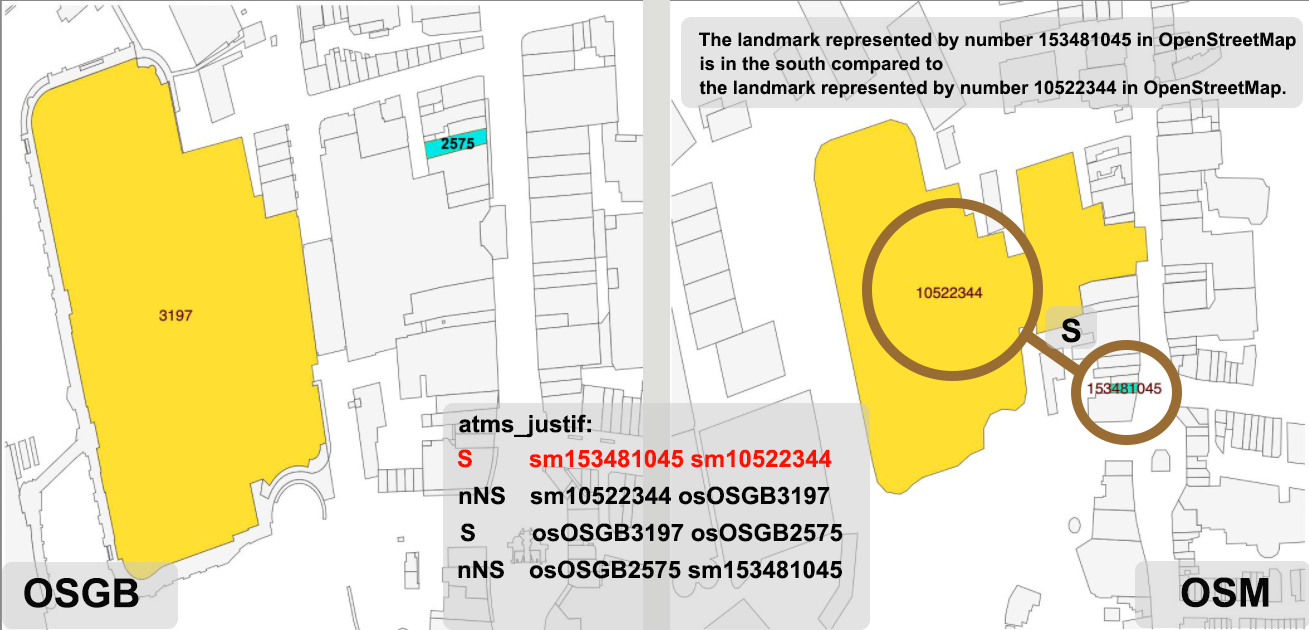 The landmark represented by number 153481045 in OpenStreetMap
is in the south compared to
the landmark represented by number 10522344 in OpenStreetMap.
2575
3197
10522344
S
153481045
atms_justif:
S sm153481045 sm10522344
nNS sm10522344 osOSGB3197
S osOSGB3197 osOSGB2575
nNS osOSGB2575 sm153481045
OSGB
OSM